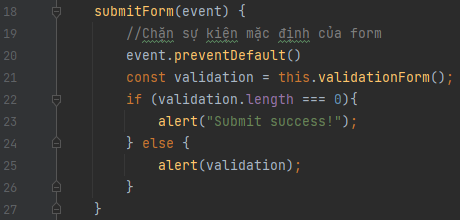 18 submitForm(event) {
19 //Chặn sự kiện mặc định của form
20 event.preventDefault()
21 const validation = this.validationForm();
22 if (validation.length === 0){
23 alert("Submit success!");
24 } else {
25 alert(validation);
26 }
27 }